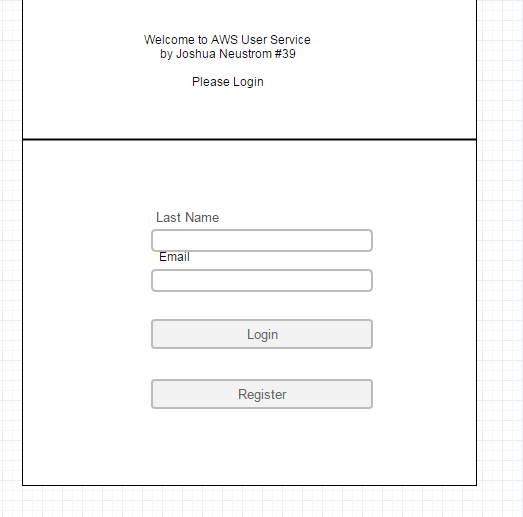 Welcome to AWS User Service
by Joshua Neustrom #39
Please Login
Last Name
Email
Login
Register